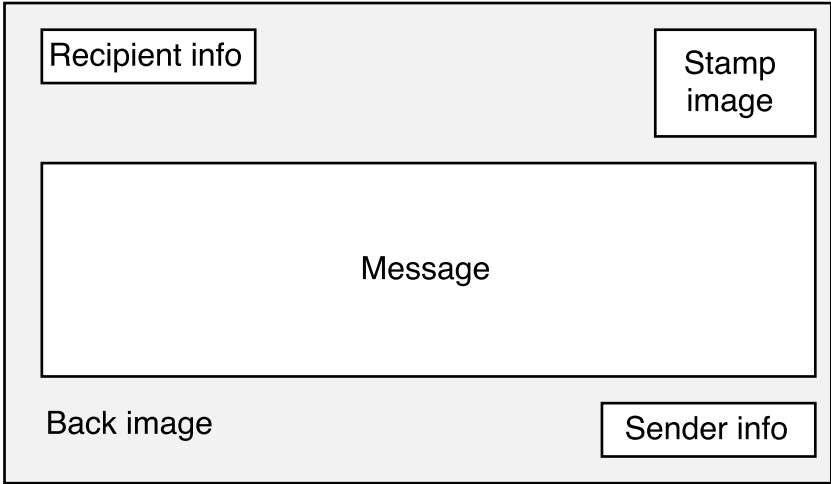 Recipient info
Stamp
image
Message
Back image
Sender info